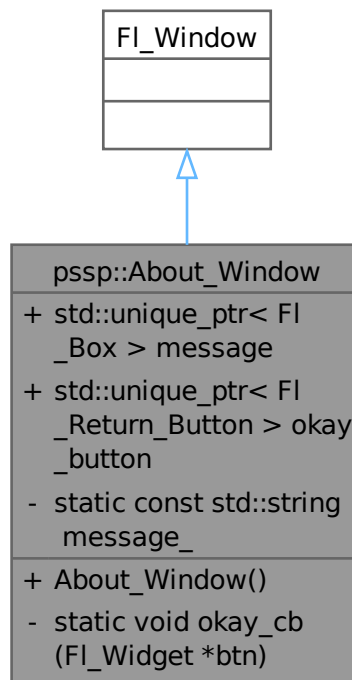 Fl_Window
pssp::About_Window
+ std::unique_ptr< Fl
_Box > message
+ std::unique_ptr< Fl
_Return_Button > okay
_button
- static const std::string
message_
+ About_Window()
- static void okay_cb
(Fl_Widget *btn)